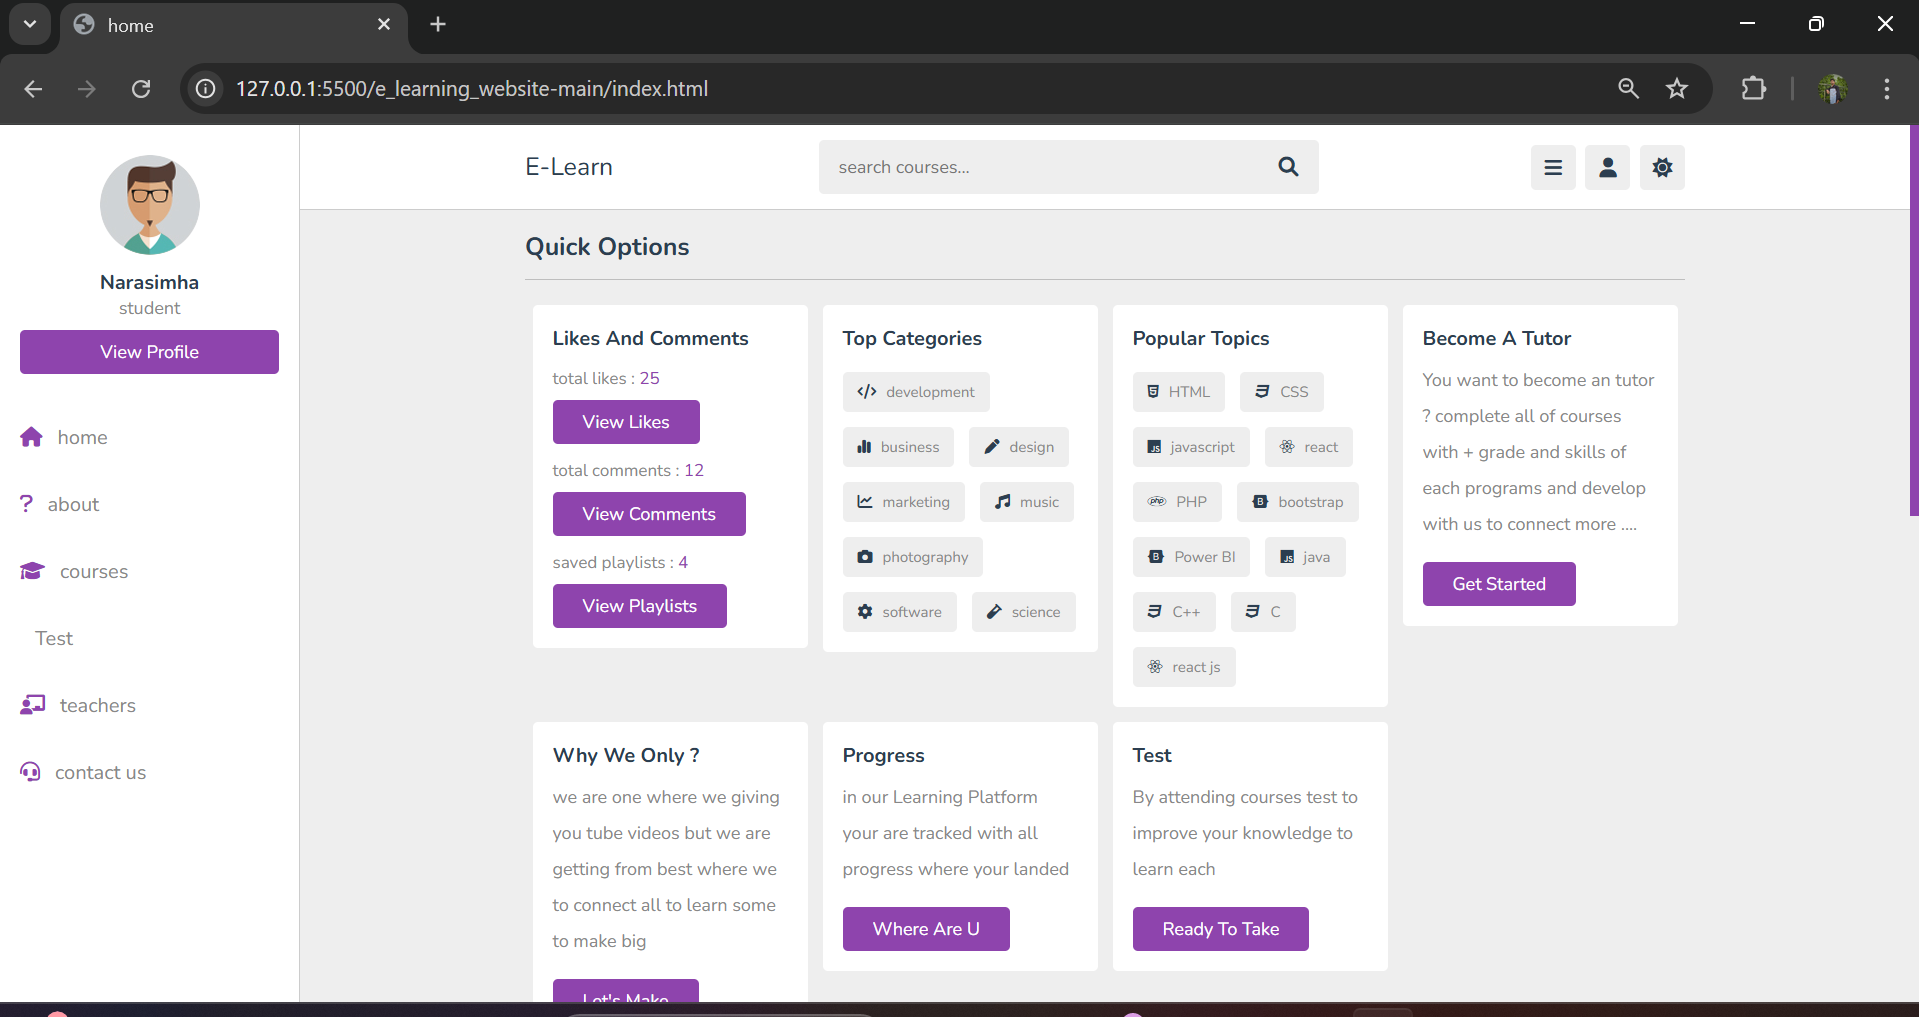 home
127.0.0.1:5500/e_learning_website-main/index.html
Narasimha
student
View Profile
home
? about
courses
Test
teachers
contact us
E-Learn
search courses...
Quick Options
Likes And Comments
total likes : 25
View Likes
total comments : 12
View Comments
saved playlists : 4
View Playlists
Top Categories
development
business design
marketing music
photography
software science
Popular Topics
HTML CSS
javascript react
PHP bootstrap
Power BI java
C++ C
react js
Become A Tutor
You want to become an tutor
? complete all of courses
with + grade and skills of
each programs and develop
with us to connect more ....
Get Started
Why We Only ?
we are one where we giving
you tube videos but we are
getting from best where we
to connect all to learn some
to make big
Let's Make
Progress
in our Learning Platform
your are tracked with all
progress where your landed
Where Are U
Test
By attending courses test to
improve your knowledge to
learn each
Ready To Take